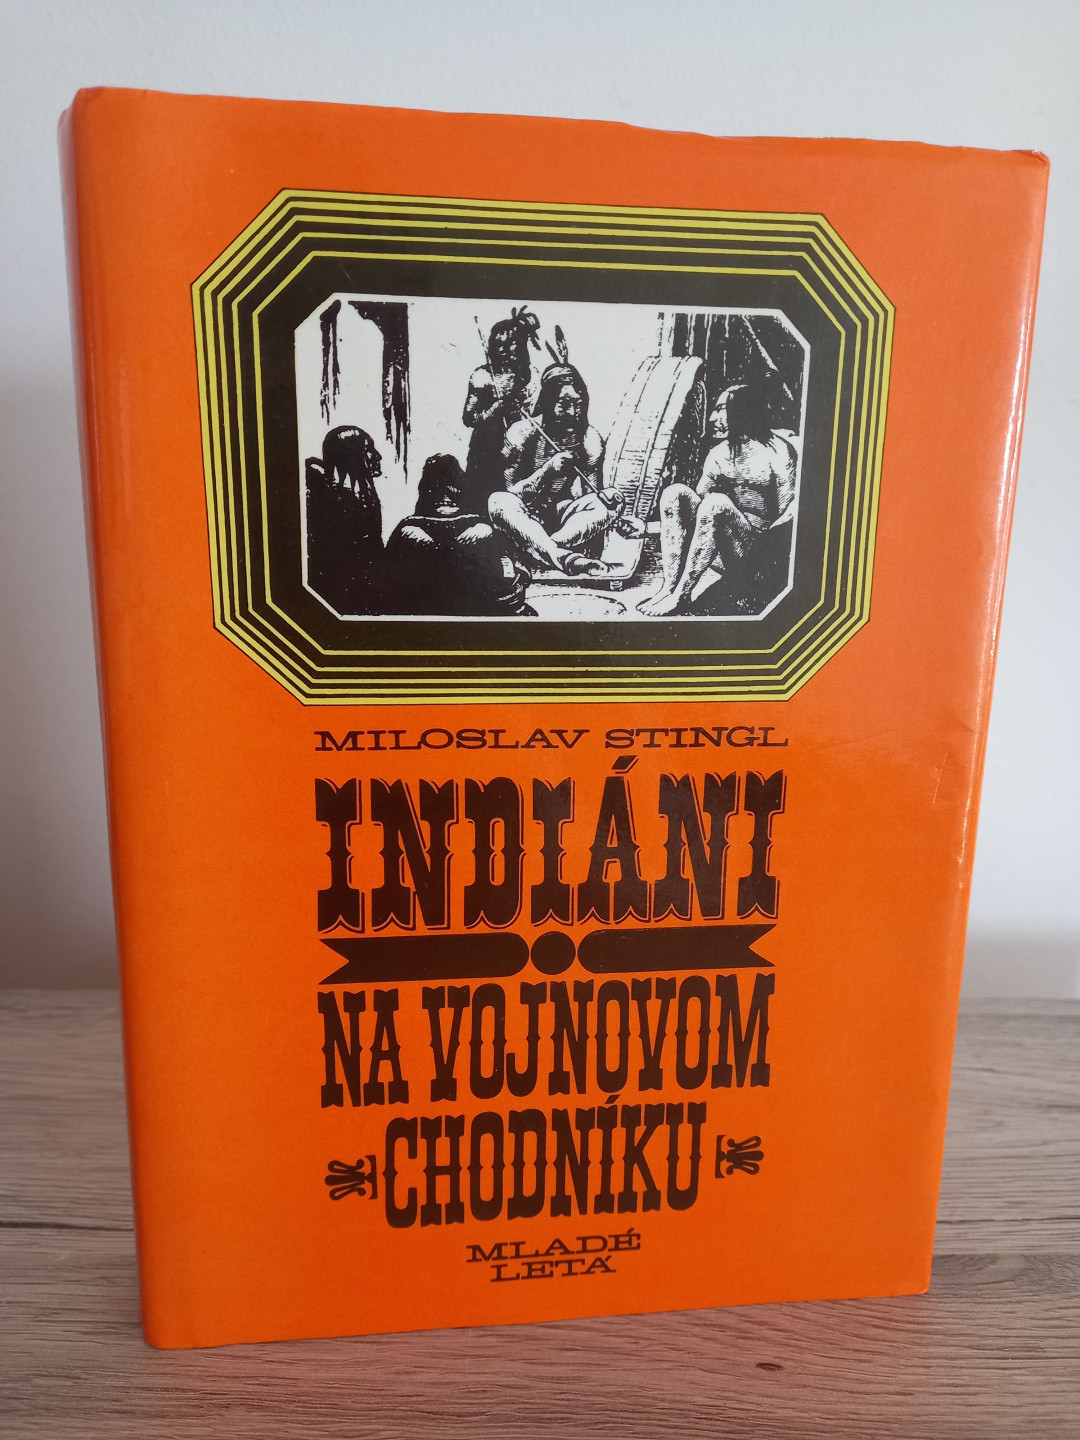 MILOSLAV STINGL
INDIÁNI
NA VOJNOVOM
CHODNÍKU
MLADÉ
LETÁ